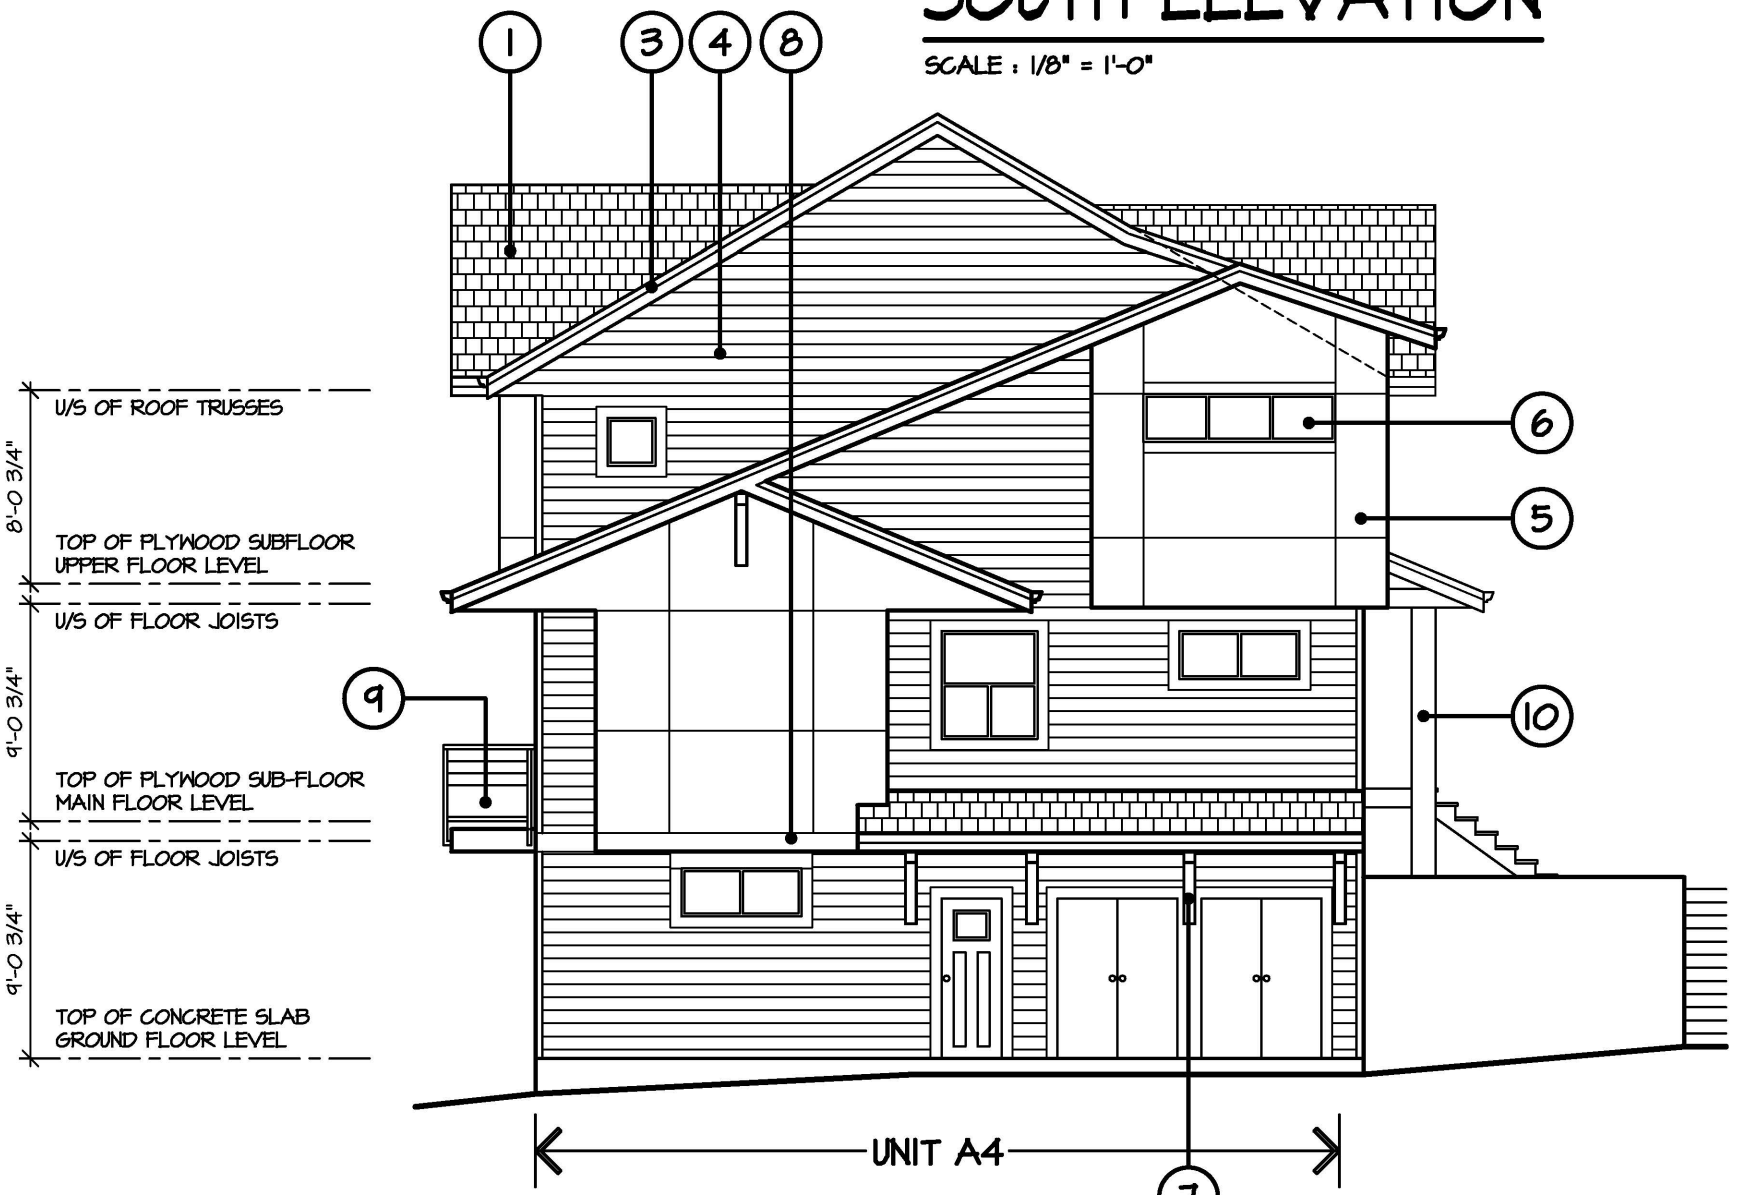 SOUTH ELEVATION
SCALE : 1/8" = 1'-0"
1 3 4 8
U/S OF ROOF TRUSSES
8'-0 3/4"
TOP OF PLYWOOD SUBFLOOR
UPPER FLOOR LEVEL
U/S OF FLOOR JOISTS
9'-0 3/4"
TOP OF PLYWOOD SUB-FLOOR
MAIN FLOOR LEVEL
U/S OF FLOOR JOISTS
9'-0 3/4"
TOP OF CONCRETE SLAB
GROUND FLOOR LEVEL
6
5
9
10
UNIT A4
7